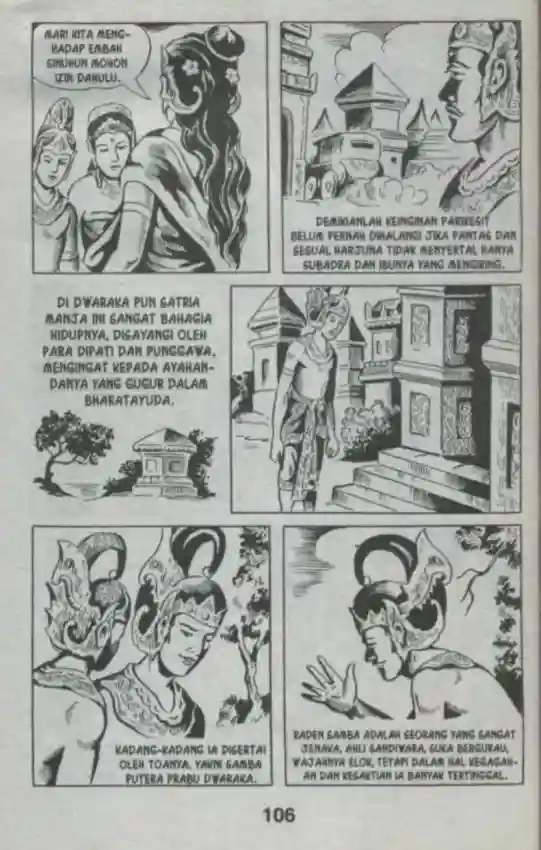 MARI KITA MENG-
HADAP EMBAH
SINUHUN MOHON
IZIN DAHULU.
DEMIKIANLAH KEINGINAN PARIKESIT
BELUM PERNAH DIHALANGI JIKA PANTAS DAN
SESUAI. HARJUNA TIDAK MENYERTAI, HANYA
SUBADRA DAN IBUNYA YANG MENGIRING.
DI DWARAKA PUN SATRIA
MANJA INI SANGAT BAHAGIA
HIDUPNYA, DISAYANGI OLEH
PARA DIPATI DAN PUNGGAWA,
MENGINGAT KEPADA AYAHAN-
DANYA YANG GUGUR DALAM
BHARATAYUDA.
KADANG-KADANG IA DISERTAI
OLEH TOANYA, YAKNI SAMBA
PUTERA PRABU DWARAKA.
RADEN SAMBA ADALAH SEORANG YANG SANGAT
JENAKA, AHLI SANDIWARA, SUKA BERGURAU,
WAJAHNYA ELOK, TETAPI DALAM HAL KEGAGAH-
AN DAN KESAKTIAN IA BANYAK TERTINGGAL.
106